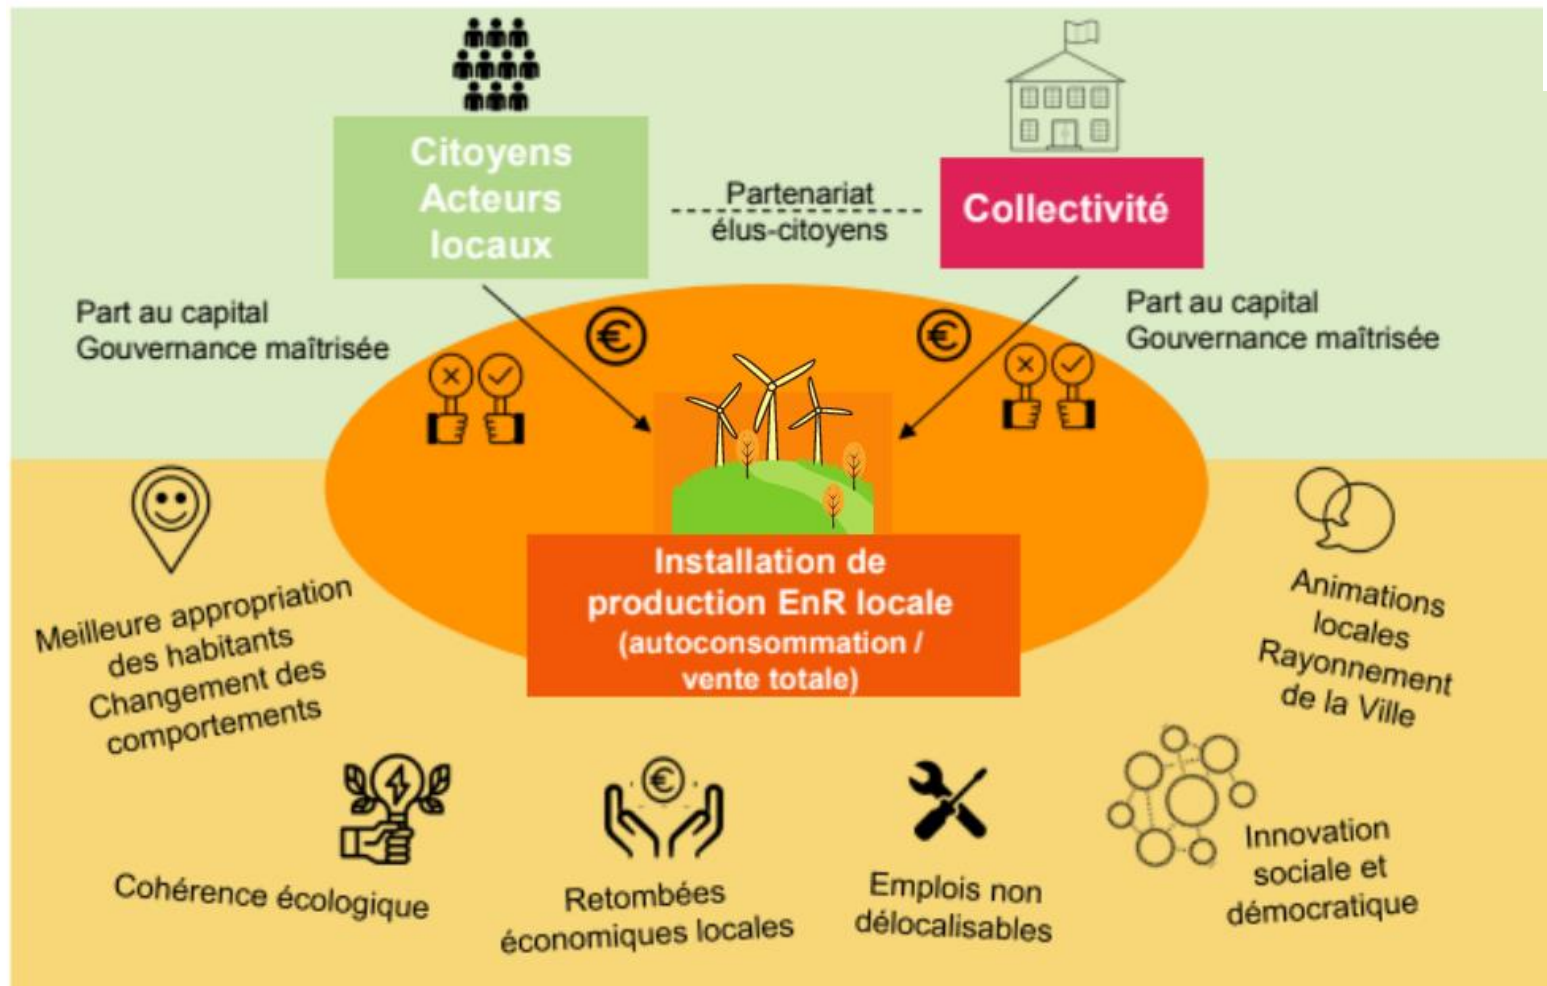 Citoyens
Acteurs
locaux
Partenariat
élus-citoyens
Collectivité
Part au capital
Gouvernance maîtrisée
Part au capital
Gouvernance maîtrisée
Installation de
production EnR locale
(autoconsommation /
vente totale)
Meilleure appropriation
des habitants
Changement des
comportements
Animations
locales
Rayonnement
de la Ville
Cohérence écologique
Retombées
économiques locales
Emplois non
délocalisables
Innovation
sociale et
démocratique